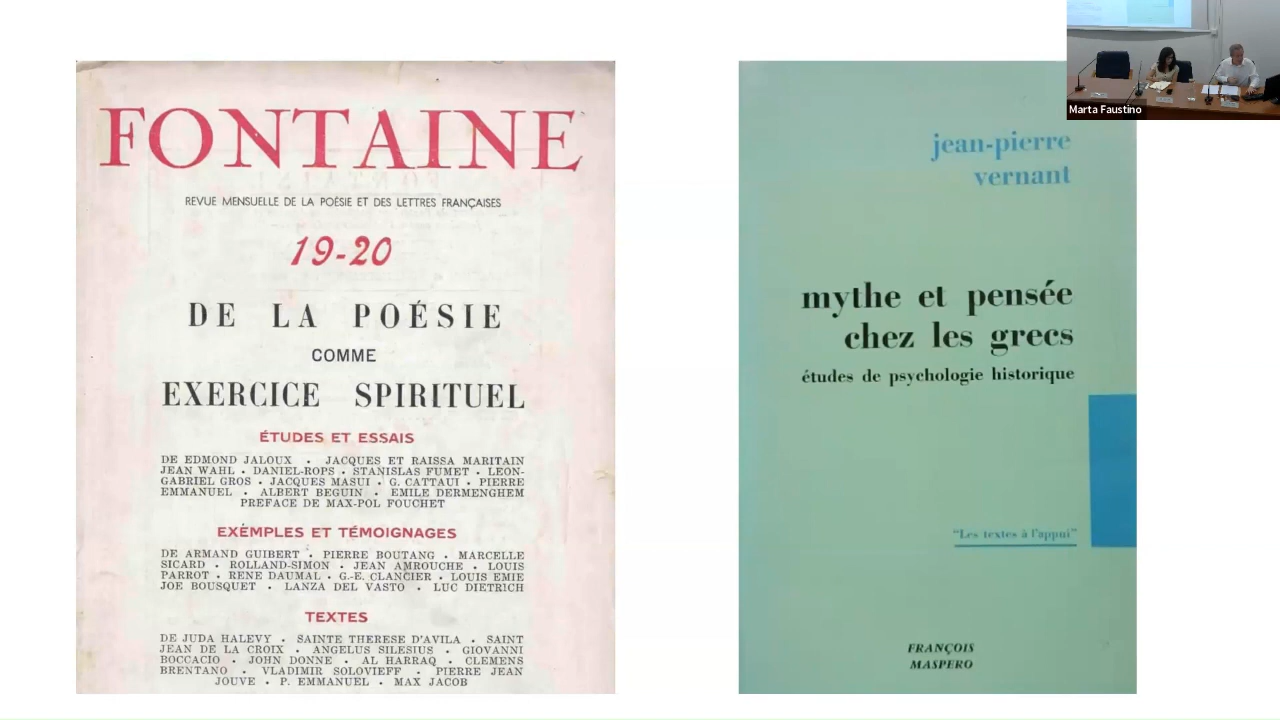 FONTAINE
REVUE MENSUELLE DE LA POÉSIE ET DES LETTRES FRANÇAISES
19-20
DE LA POÉSIE
COMME
EXERCICE SPIRITUEL
ÉTUDES ET ESSAIS
DE EDMOND JALOUX • JACQUES ET RAISSA MARITAIN
JEAN WAHL • DANIEL-ROPS • STANISLAS FUMET • LEON-
GABRIEL GROS • JACQUES MASUI • G. CATTAUI • PIERRE
EMMANUEL • ALBERT BEGUIN • EMILE DERMENGHEM
PREFACE DE MAX-POL FOUCHET
EXÉMPLES ET TÉMOIGNAGES
DE ARMAND GUIBERT • PIERRE BOUTANG • MARCELLE
SICARD • ROLLAND-SIMON • JEAN AMROUCHE • LOUIS
PARROT • RENE DAUMAL • G.-E. CLANCIER • LOUIS EMIE
JOE BOUSQUET • LANZA DEL VASTO • LUC DIETRICH
TEXTES
DE JUDA HALEVY • SAINTE THERESE D'AVILA • SAINT
JEAN DE LA CROIX • ANGELUS SILESIUS • GIOVANNI
BOCCACIO • JOHN DONNE • AL HARRAQ • CLEMENS
BRENTANO • VLADIMIR SOLOVIEFF • PIERRE JEAN
JOUVE • P. EMMANUEL • MAX JACOB
jean-pierre
vernant
mythe et pensée
chez les grecs
études de psychologie historique
"Les textes à l'appui"
FRANÇOIS
MASPERO
Marta Faustino